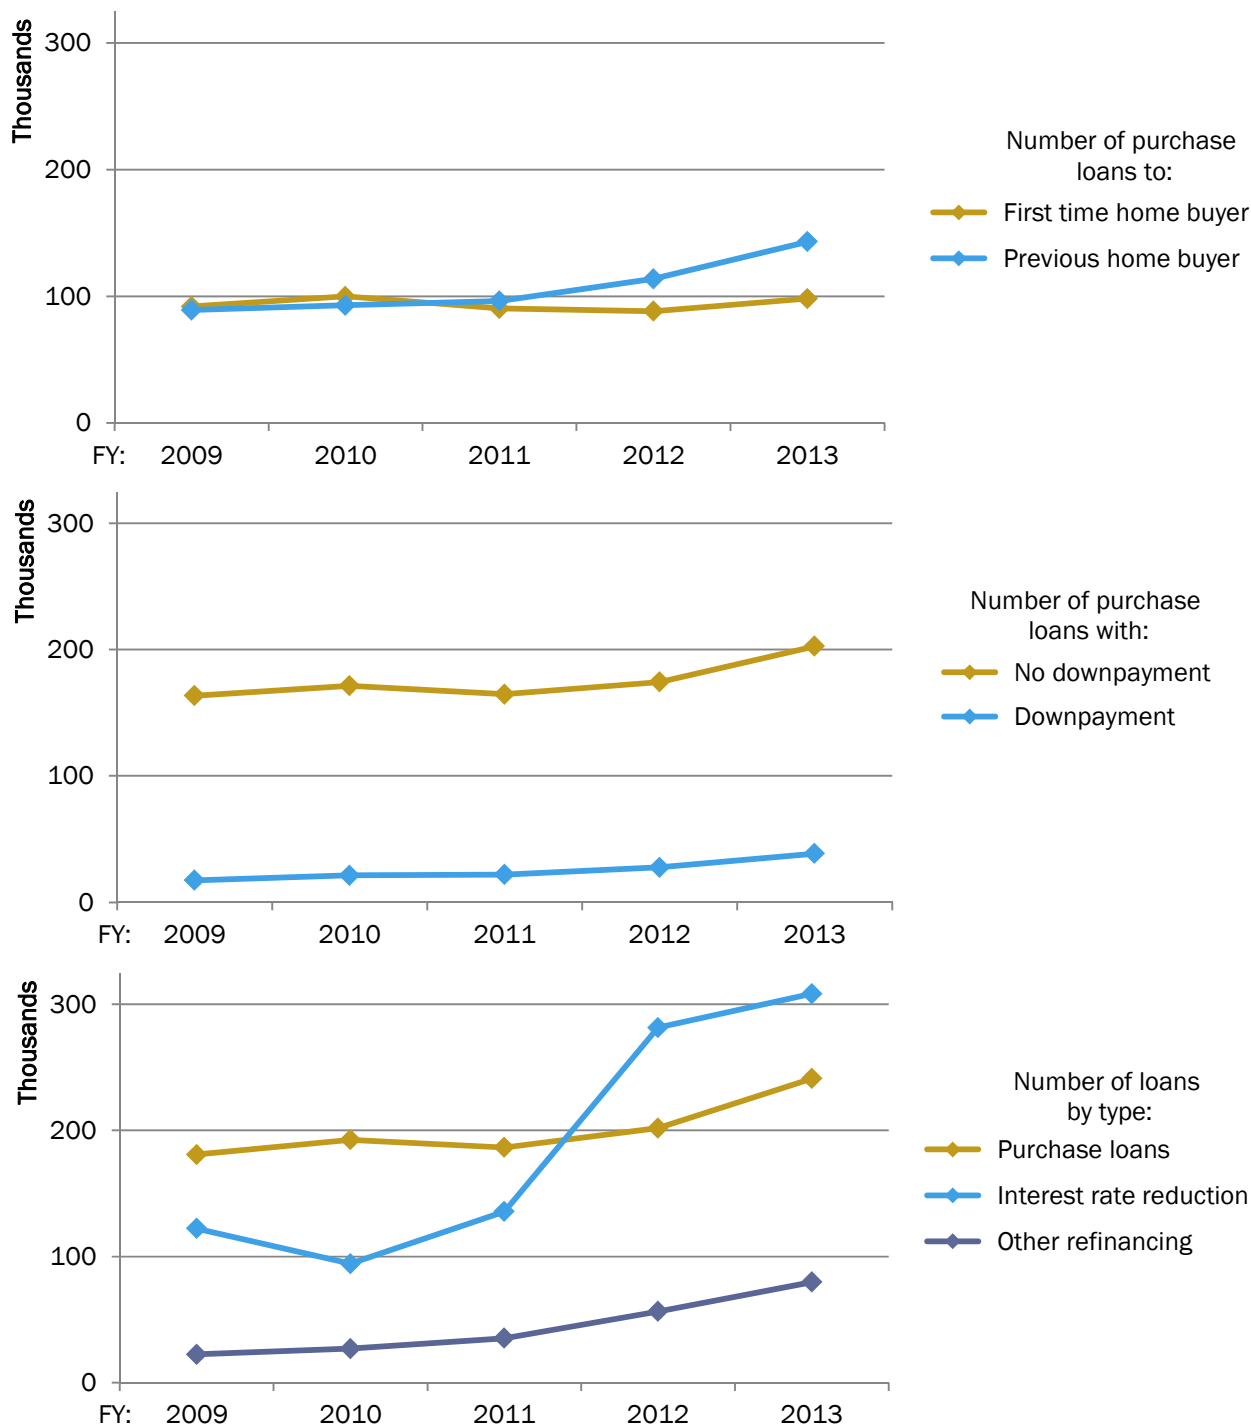 Thousands
300
200
100
0
FY: 2009 2010 2011 2012 2013
Number of purchase
loans to:
First time home buyer
Previous home buyer
Thousands
300
200
100
0
FY: 2009 2010 2011 2012 2013
Number of purchase
loans with:
No downpayment
Downpayment
Thousands
300
200
100
0
FY: 2009 2010 2011 2012 2013
Number of loans
by type:
Purchase loans
Interest rate reduction
Other refinancing